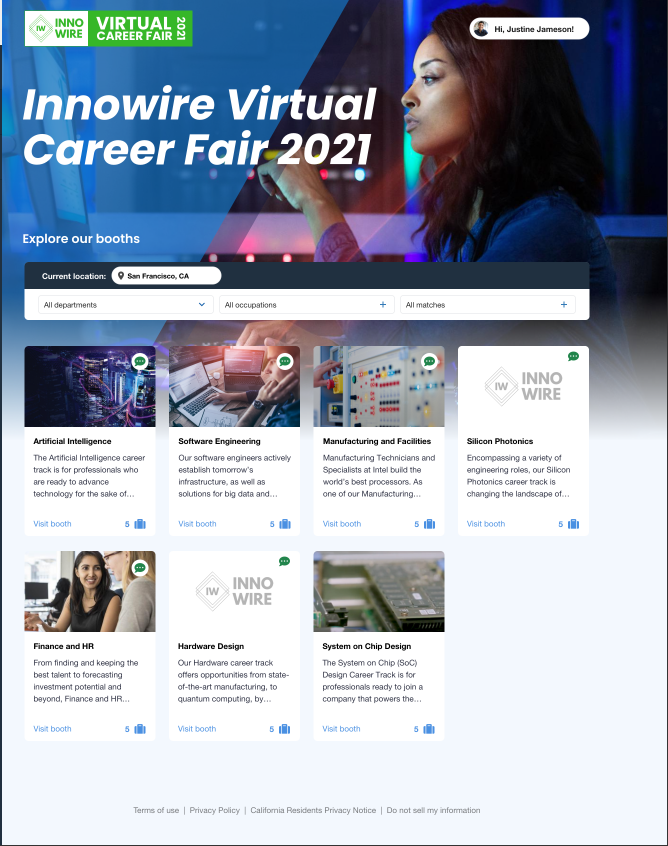 IW
INNO
WIRE
VIRTUAL
CAREER FAIR
2021
Hi, Justine Jameson!
Innowire Virtual
Career Fair 2021
Explore our booths
Current location:
San Francisco, CA
All departments
All occupations
All matches
Artificial Intelligence
The Artificial Intelligence career
track is for professionals who
are ready to advance
technology for the sake of...
Visit booth
5
Software Engineering
Our software engineers actively
establish tomorrow's
infrastructure, as well as
solutions for big data and...
Visit booth
5
Manufacturing and Facilities
Manufacturing Technicians and
Specialists at Intel build the
world's best processors. As
one of our Manufacturing...
Visit booth
5
IW
INNO
WIRE
Silicon Photonics
Encompassing a variety of
engineering roles, our Silicon
Photonics career track is
changing the landscape of...
Visit booth
5
Finance and HR
From finding and keeping the
best talent to forecasting
investment potential and
beyond, Finance and HR...
Visit booth
5
IW
INNO
WIRE
Hardware Design
Our Hardware career track
offers opportunities from state-
of-the-art manufacturing, to
quantum computing, by...
Visit booth
5
System on Chip Design
The System on Chip (SoC)
Design Career Track is for
professionals ready to join a
company that powers the...
Visit booth
5
Terms of use | Privacy Policy | California Residents Privacy Notice | Do not sell my information